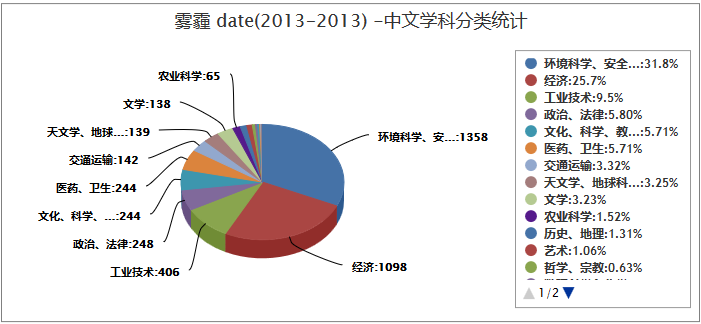 雾霾 date(2013-2013) -中文学科分类统计
农业科学:65
文学:138
天文学、地球...:139
交通运输:142
医药、卫生:244
文化、科学、...:244
政治、法律:248
工业技术:406
环境科学、安...:1358
经济:1098
环境科学、安全...:31.8%
经济:25.7%
工业技术:9.5%
政治、法律:5.80%
文化、科学、教...:5.71%
医药、卫生:5.71%
交通运输:3.32%
天文学、地球科...:3.25%
文学:3.23%
农业科学:1.52%
历史、地理:1.31%
艺术:1.06%
哲学、宗教:0.63%
1/2